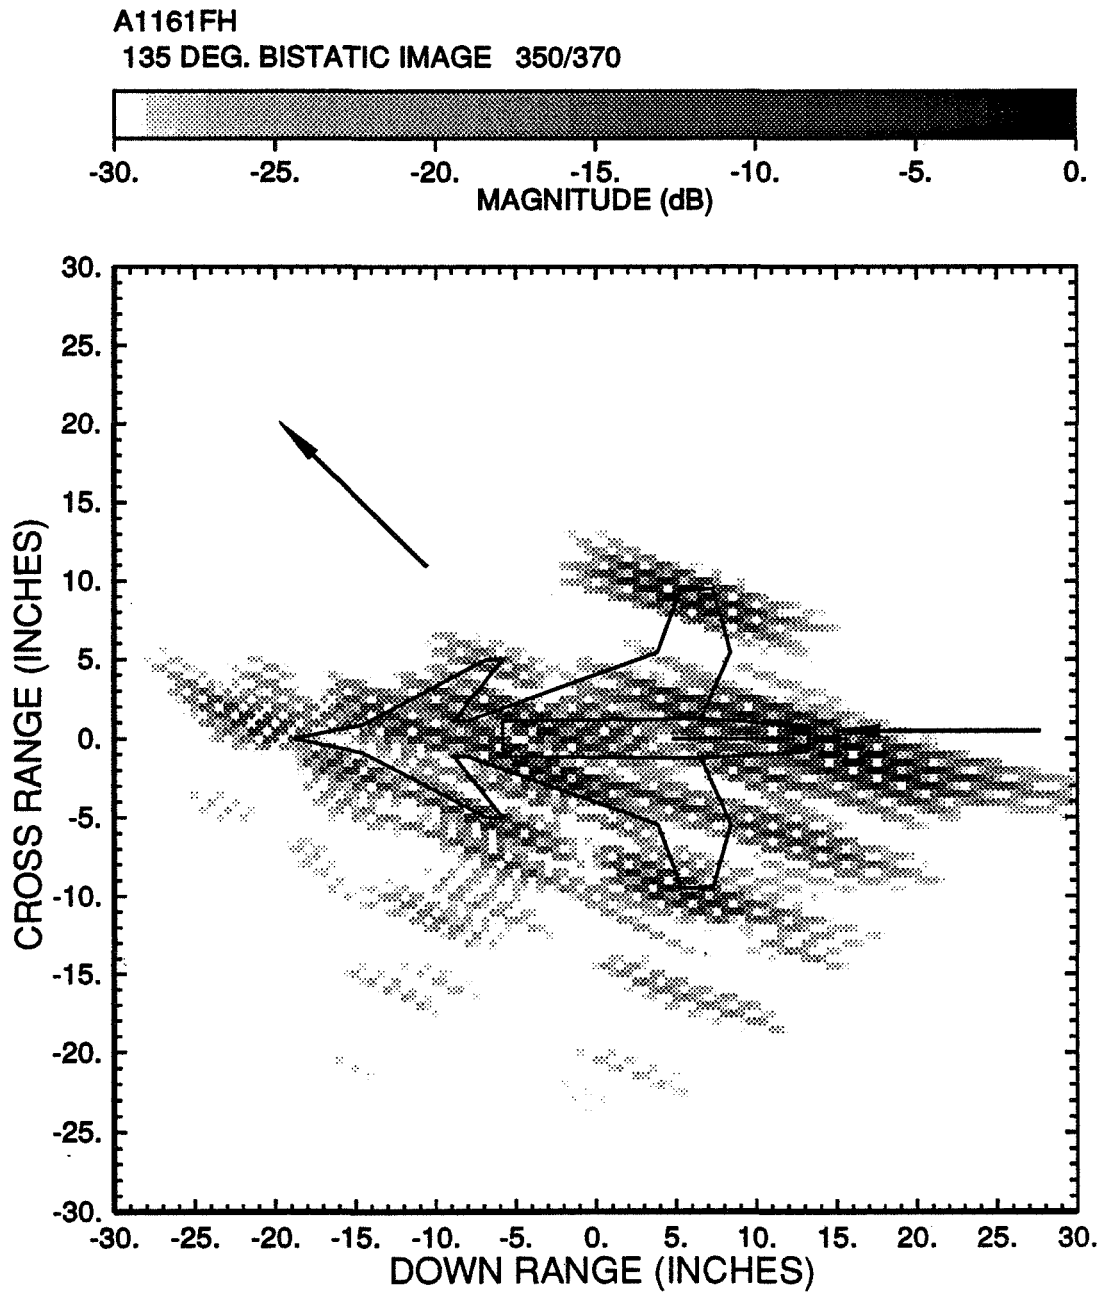 A1161FH
135 DEG. BISTATIC IMAGE 350/370
-30. -25. -20. -15. -10. -5. 0.
MAGNITUDE (dB)
30.
25.
20.
15.
10.
5.
0.
-5.
-10.
-15.
-20.
-25.
-30.
CROSS RANGE (INCHES)
-30. -25. -20. -15. -10. -5. 0. 5. 10. 15. 20. 25. 30.
DOWN RANGE (INCHES)